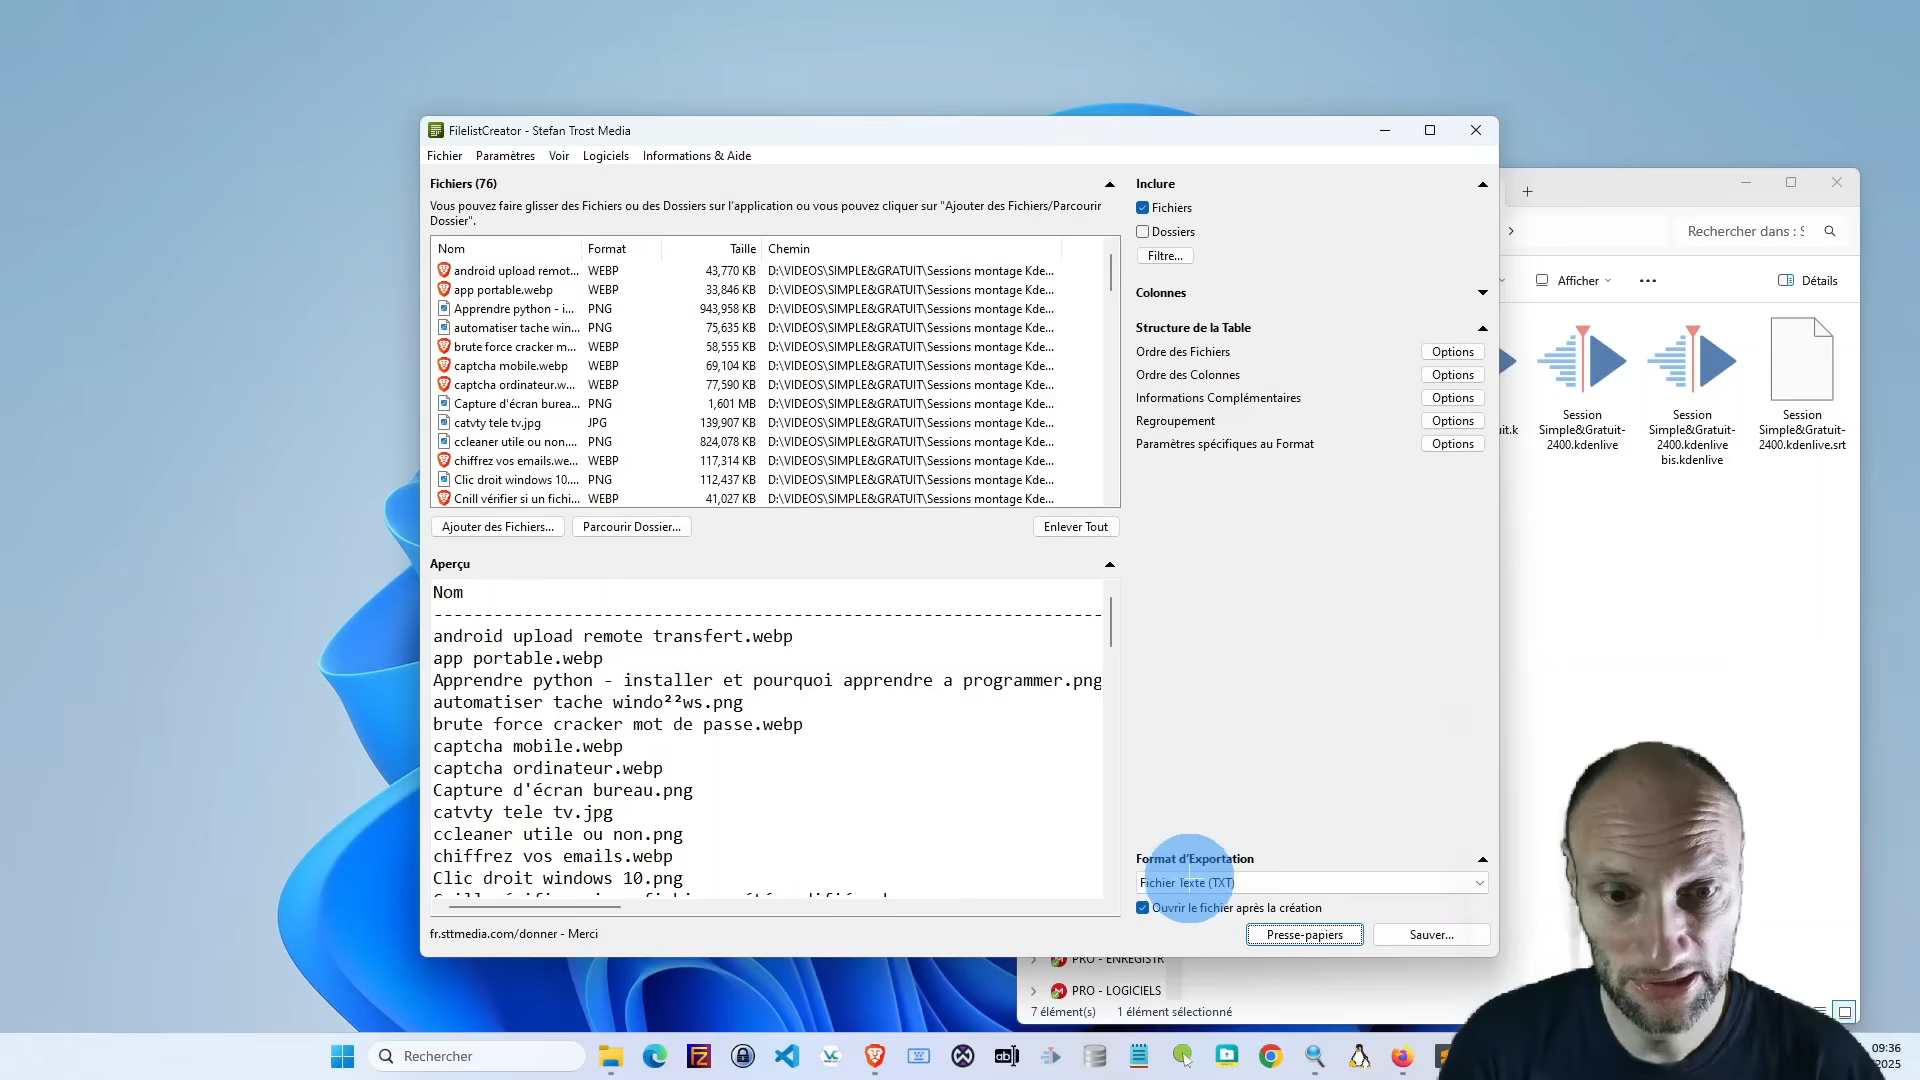 FilelistCreator - Stefan Trost Media
Fichier Paramètres Voir Logiciels Informations & Aide
Fichiers (76)
Vous pouvez faire glisser des Fichiers ou des Dossiers sur l'application ou vous pouvez cliquer sur "Ajouter des Fichiers/Parcourir
Dossier".
Nom Format Taille Chemin
android upload remot... WEBP 43,770 KB D:\VIDEOS\SIMPLE&GRATUIT\Sessions montage Kde...
app portable.webp WEBP 33,846 KB D:\VIDEOS\SIMPLE&GRATUIT\Sessions montage Kde...
Apprendre python - i... PNG 943,958 KB D:\VIDEOS\SIMPLE&GRATUIT\Sessions montage Kde...
automatiser tache win... PNG 75,635 KB D:\VIDEOS\SIMPLE&GRATUIT\Sessions montage Kde...
brute force cracker m... WEBP 58,555 KB D:\VIDEOS\SIMPLE&GRATUIT\Sessions montage Kde...
captcha mobile.webp WEBP 69,104 KB D:\VIDEOS\SIMPLE&GRATUIT\Sessions montage Kde...
captcha ordinateur.w... WEBP 77,590 KB D:\VIDEOS\SIMPLE&GRATUIT\Sessions montage Kde...
Capture d'écran burea... PNG 1,601 MB D:\VIDEOS\SIMPLE&GRATUIT\Sessions montage Kde...
catvty tele tv.jpg JPG 139,907 KB D:\VIDEOS\SIMPLE&GRATUIT\Sessions montage Kde...
ccleaner utile ou non.... PNG 824,078 KB D:\VIDEOS\SIMPLE&GRATUIT\Sessions montage Kde...
chiffrez vos emails.we... WEBP 117,314 KB D:\VIDEOS\SIMPLE&GRATUIT\Sessions montage Kde...
Clic droit windows 10.... PNG 112,437 KB D:\VIDEOS\SIMPLE&GRATUIT\Sessions montage Kde...
Cnill vérifier si un fichi... WEBP 41,027 KB D:\VIDEOS\SIMPLE&GRATUIT\Sessions montage Kde...
Ajouter des Fichiers... Parcourir Dossier... Enlever Tout
Aperçu
Nom
android upload remote transfert.webp
app portable.webp
Apprendre python - installer et pourquoi apprendre a programmer.png
automatiser tache windo²²ws.png
brute force cracker mot de passe.webp
captcha mobile.webp
captcha ordinateur.webp
Capture d'écran bureau.png
catvty tele tv.jpg
ccleaner utile ou non.png
chiffrez vos emails.webp
Clic droit windows 10.png
fr.sttmedia.com/donner - Merci
Inclure
Fichiers
Dossiers
Filtre...
Colonnes
Structure de la Table
Ordre des Fichiers Options
Ordre des Colonnes Options
Informations Complémentaires Options
Regroupement Options
Paramètres spécifiques au Format Options
Format d'Exportation
Fichier Texte (TXT)
Ouvrir le fichier après la création
Presse-papiers Sauver...
Rechercher dans : S
Afficher Détails
uit.k
Session
Simple&Gratuit-
2400.kdenlive
Session
Simple&Gratuit-
2400.kdenlive
bis.kdenlive
Session
Simple&Gratuit-
2400.kdenlive.srt
PRO - ENREGISTR
PRO - LOGICIELS
7 élément(s) 1 élément sélectionné
Rechercher
09:36
2025